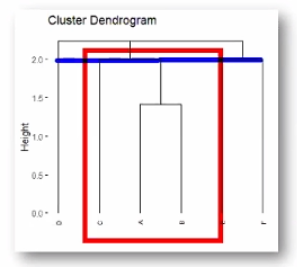 Cluster Dendrogram
Height
2.0-
1.5-
1.0-
0.5-
0.0-
D
C
A
B
F